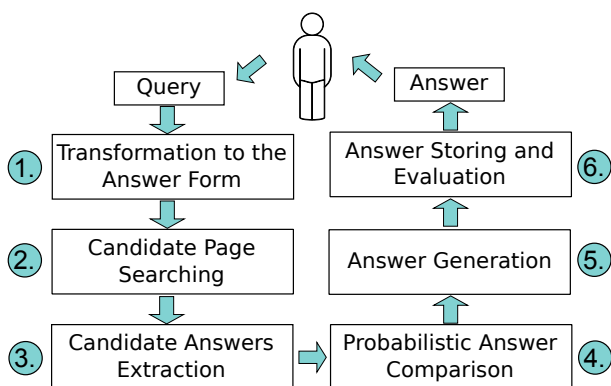 Query
1.
Transformation to the
Answer Form
2.
Candidate Page
Searching
3.
Candidate Answers
Extraction
Probabilistic Answer
Comparison
4.
Answer Generation
5.
Answer Storing and
Evaluation
6.
Answer